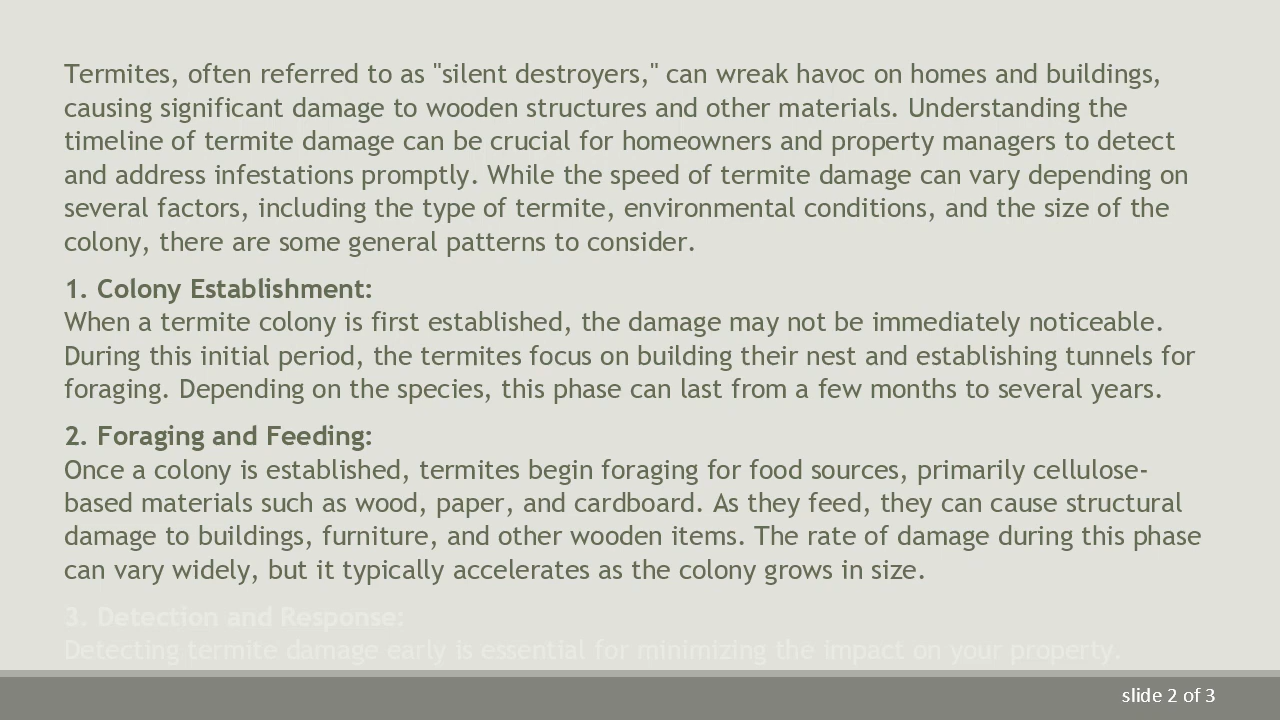 Termites, often referred to as "silent destroyers," can wreak havoc on homes and buildings,
causing significant damage to wooden structures and other materials. Understanding the
timeline of termite damage can be crucial for homeowners and property managers to detect
and address infestations promptly. While the speed of termite damage can vary depending on
several factors, including the type of termite, environmental conditions, and the size of the
colony, there are some general patterns to consider.
1. Colony Establishment:
When a termite colony is first established, the damage may not be immediately noticeable.
During this initial period, the termites focus on building their nest and establishing tunnels for
foraging. Depending on the species, this phase can last from a few months to several years.
2. Foraging and Feeding:
Once a colony is established, termites begin foraging for food sources, primarily cellulose-
based materials such as wood, paper, and cardboard. As they feed, they can cause structural
damage to buildings, furniture, and other wooden items. The rate of damage during this phase
can vary widely, but it typically accelerates as the colony grows in size.
3. Detection and Response:
Detecting termite damage early is essential for minimizing the impact on your property.
slide 2 of 3